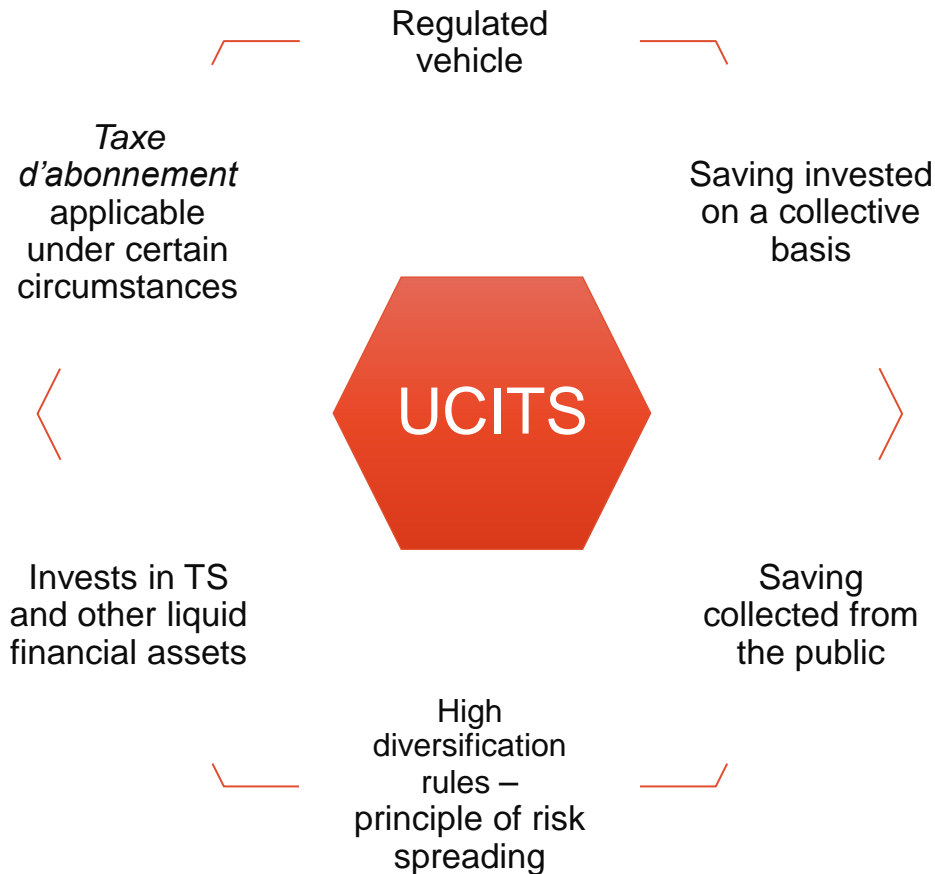 Regulated
vehicle
Taxe
d’abonnement
applicable
under certain
circumstances
Saving invested
on a collective
basis
UCITS
Invests in TS
and other liquid
financial assets
Saving
collected from
the public
High
diversification
rules –
principle of risk
spreading